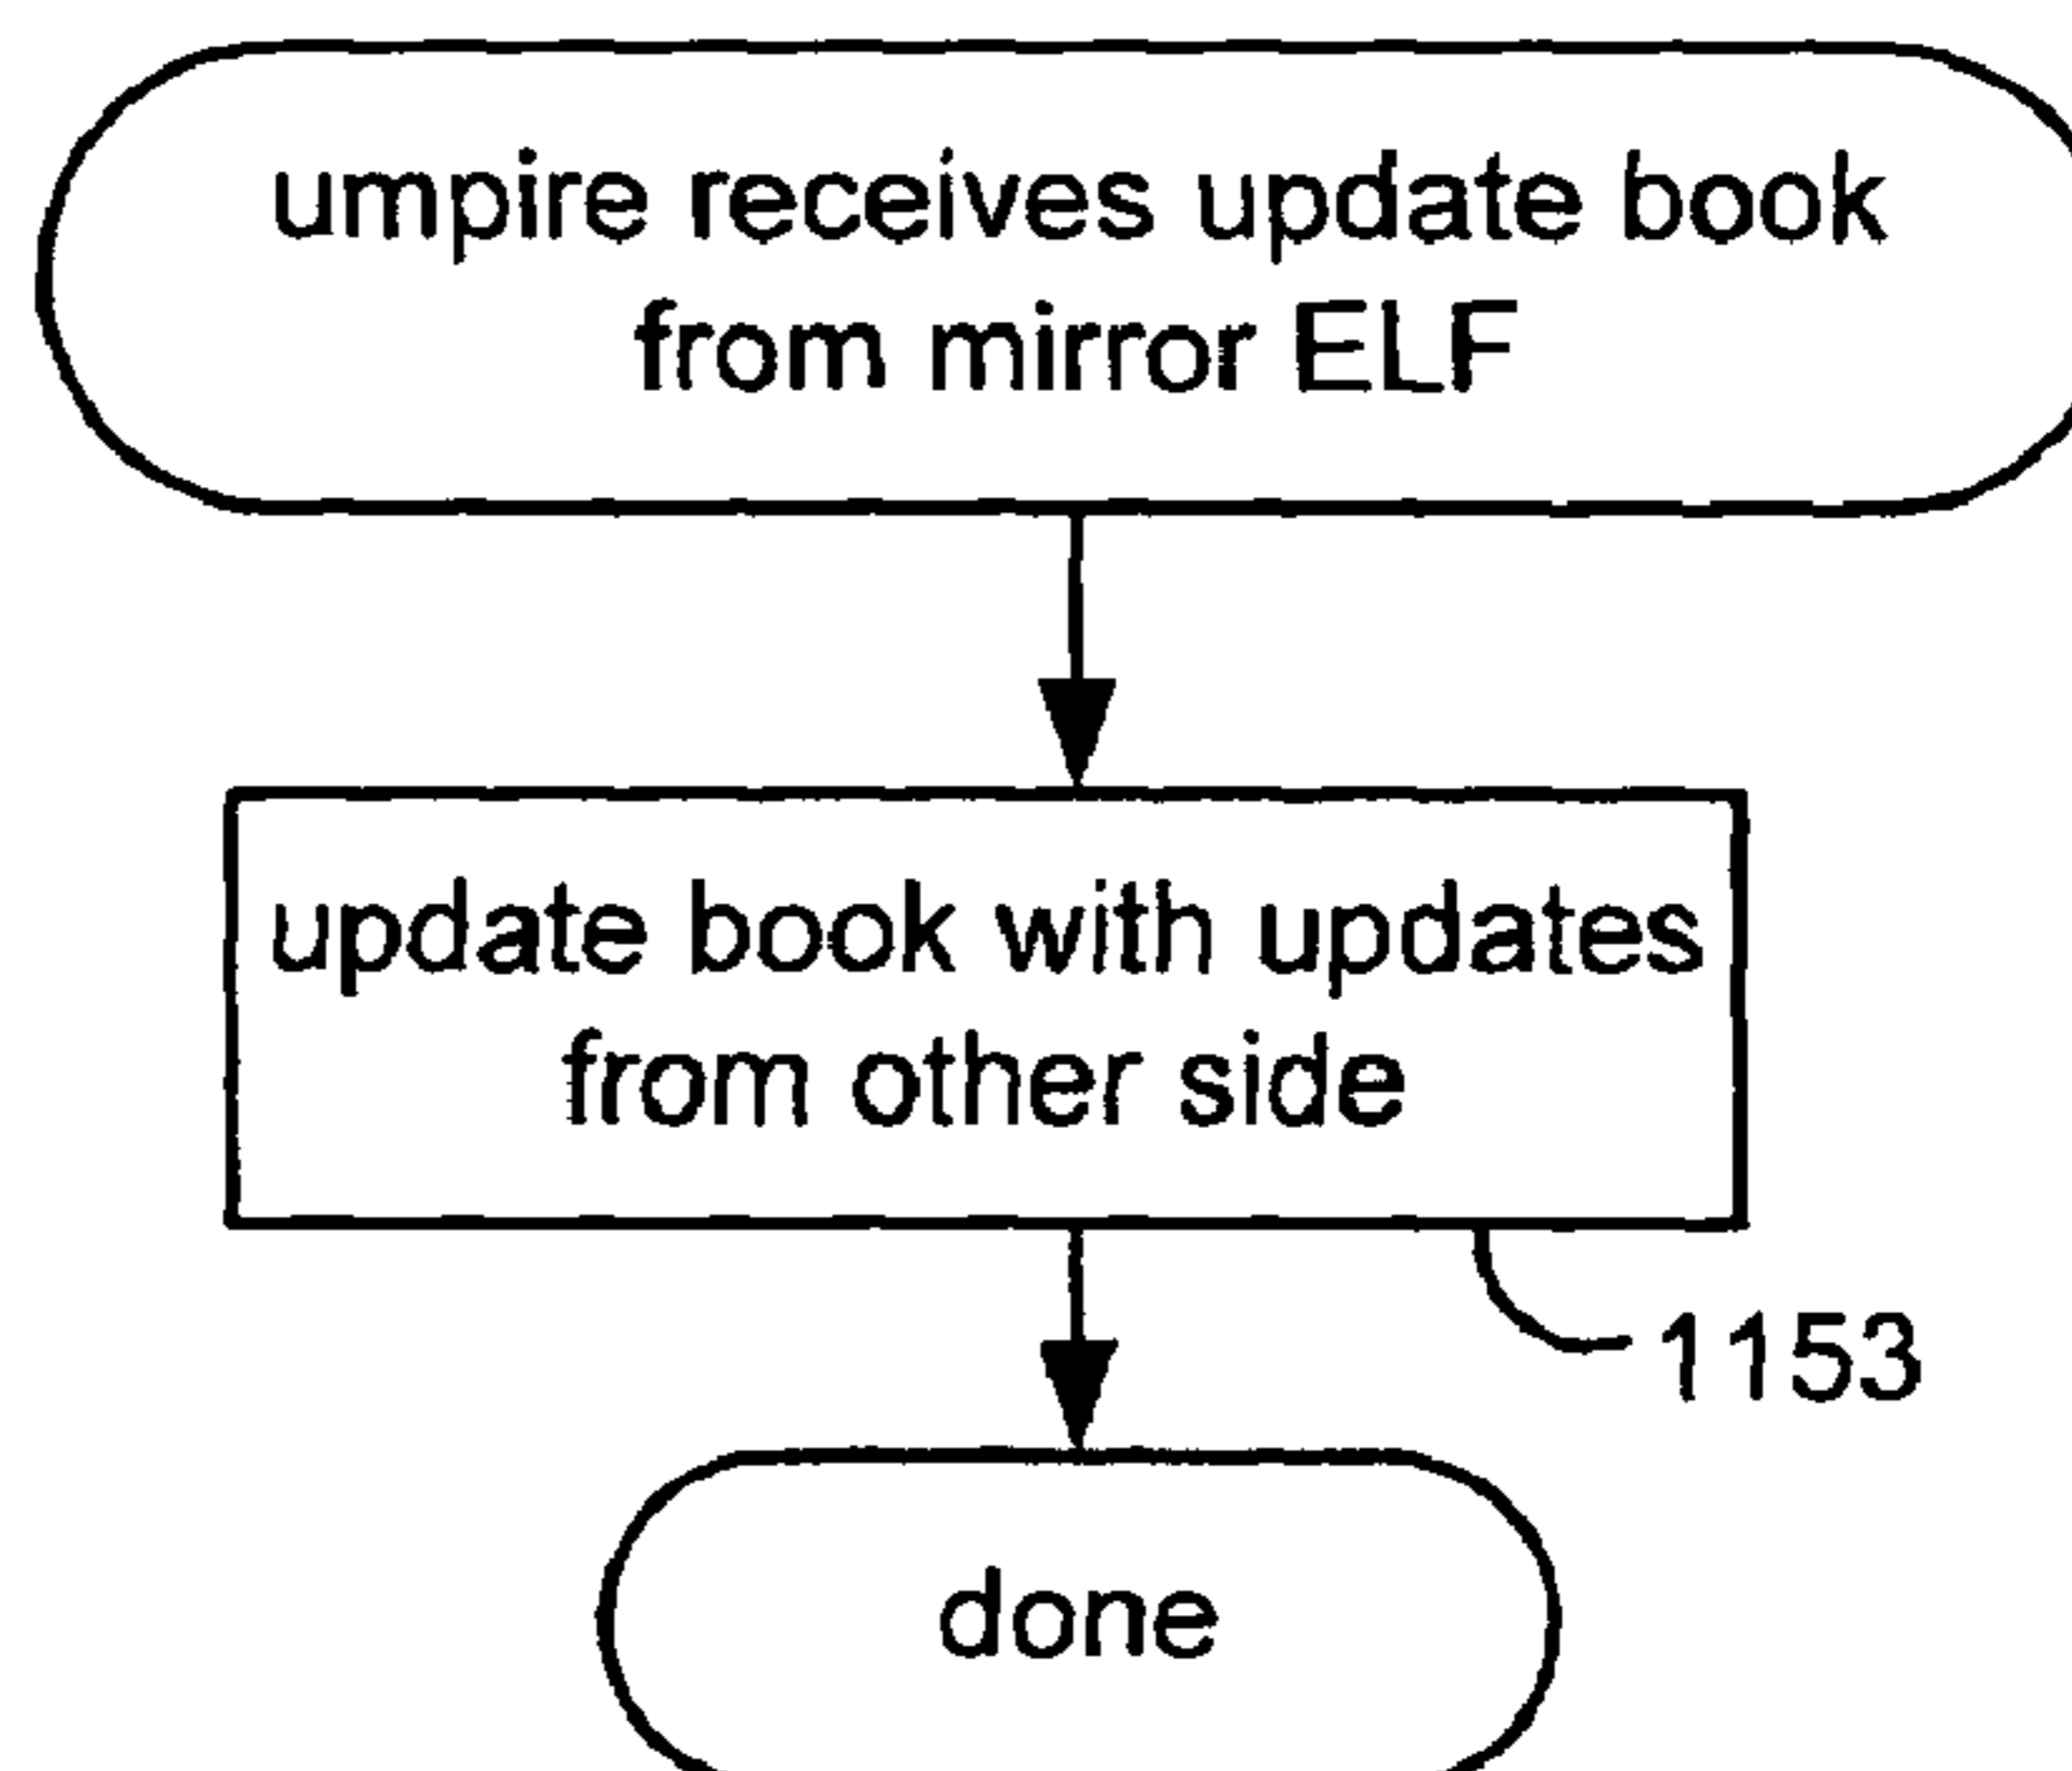 umpire receives update book
from mirror ELF
update book with updates
from other side
1153
done